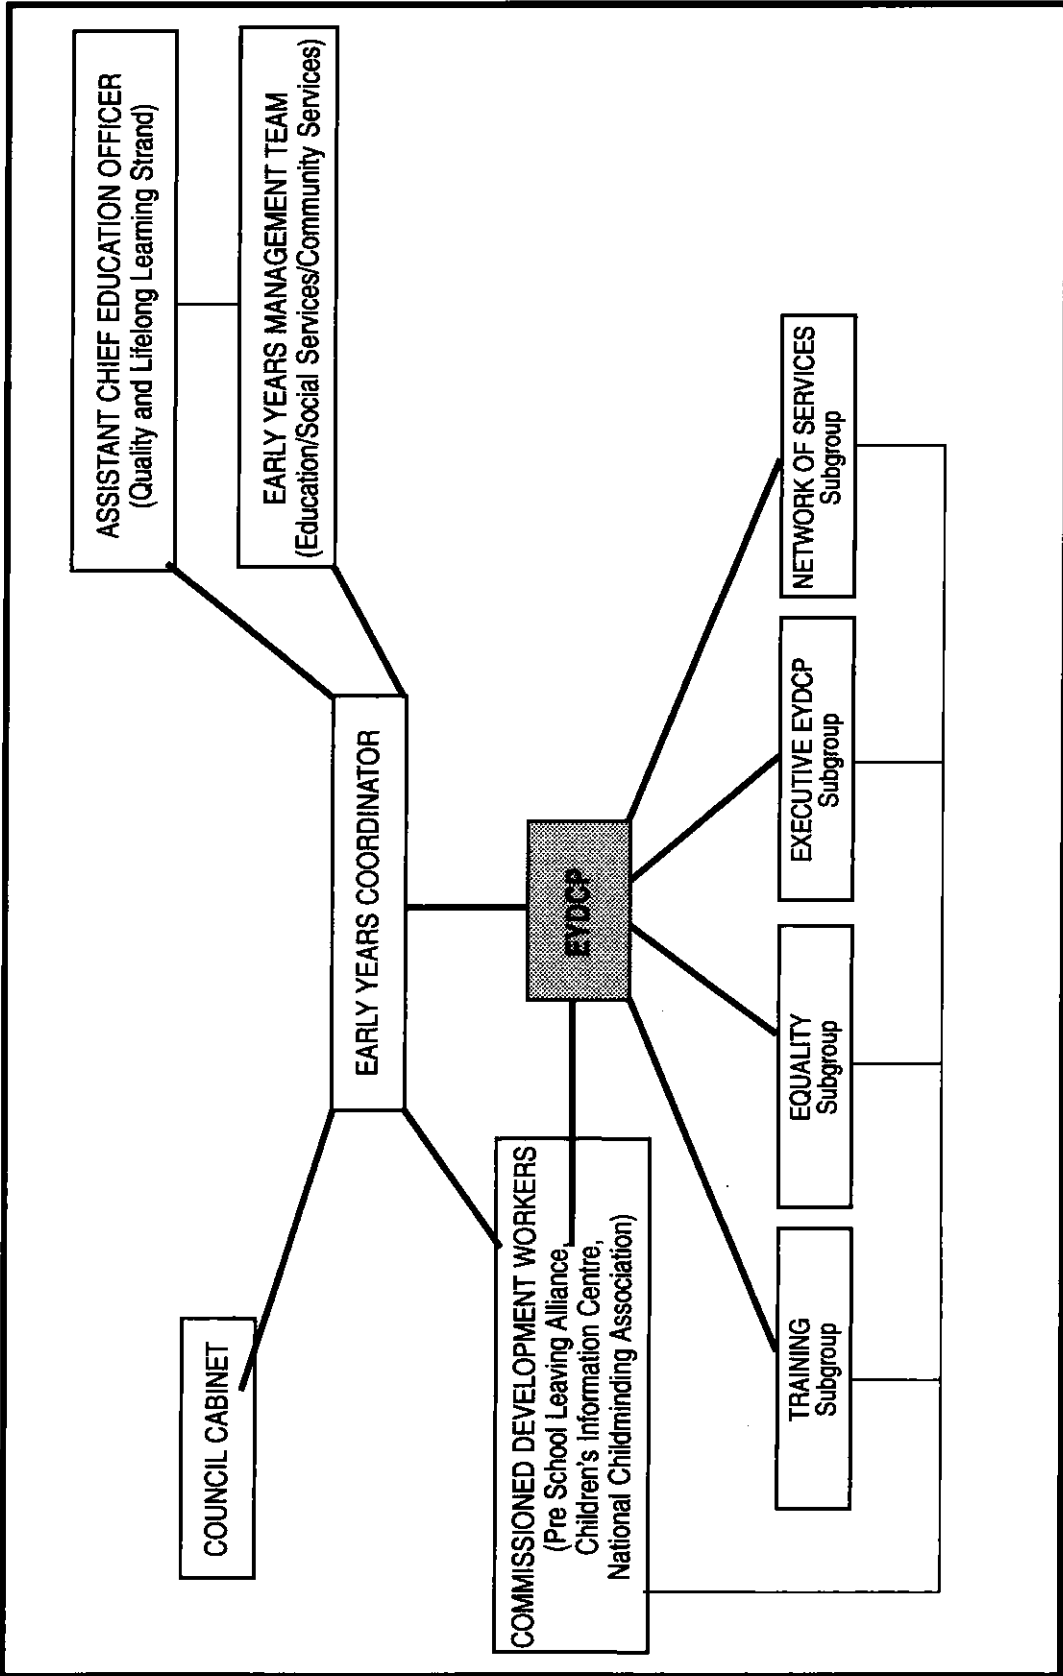 ASSISTANT CHIEF EDUCATION OFFICER
(Quality and Lifelong Learning Strand)
EARLY YEARS MANAGEMENT TEAM
(Education/Social Services/Community Services)
COUNCIL CABINET
EARLY YEARS COORDINATOR
COMMISSIONED DEVELOPMENT WORKERS
(Pre School Leaving Alliance,
Children's Information Centre,
National Childminding Association)
EYDCP
TRAINING
Subgroup
EQUALITY
Subgroup
EXECUTIVE EYDCP
Subgroup
NETWORK OF SERVICES
Subgroup